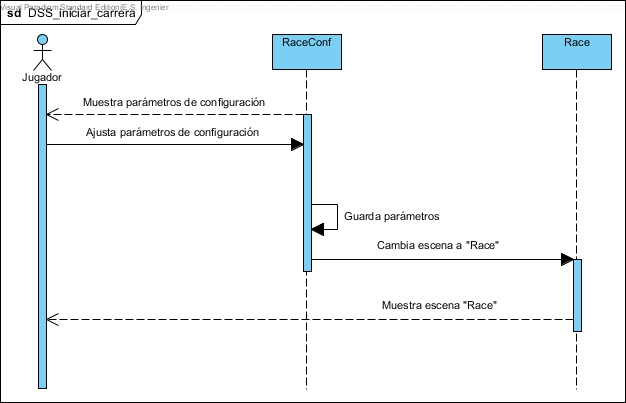 Visual Paradigm Standard Edition(E.S. Ingenier
sd DSS_iniciar_carrera
RaceConf
Race
Jugador
Muestra parámetros de configuración
Ajusta parámetros de configuración
Guarda parámetros
Cambia escena a "Race"
Muestra escena "Race"